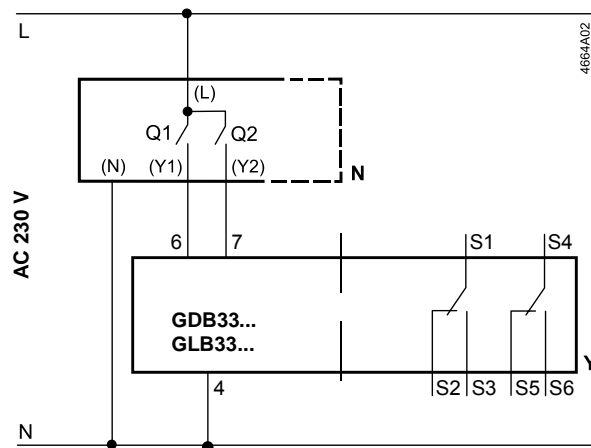 L
4664A02
(L)
Q1 Q2
(N) (Y1) (Y2)
N
AC 230 V
6 7
S1 S4
GDB33...
GLB33...
Y
S2 S3 S5 S6
4
N